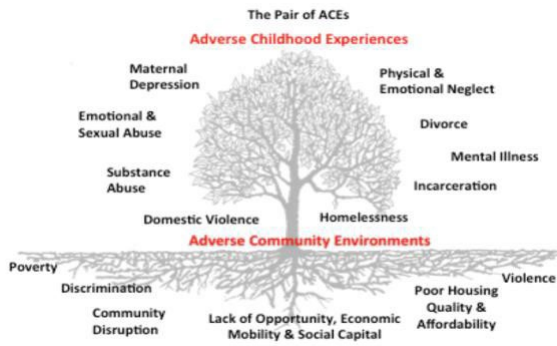 The Pair of ACEs
Adverse Childhood Experiences
Maternal
Depression
Physical &
Emotional Neglect
Emotional &
Sexual Abuse
Divorce
Mental Illness
Substance
Abuse
Incarceration
Domestic Violence
Homelessness
Adverse Community Environments
Poverty
Violence
Discrimination
Poor Housing
Quality &
Affordability
Community
Disruption
Lack of Opportunity, Economic
Mobility & Social Capital